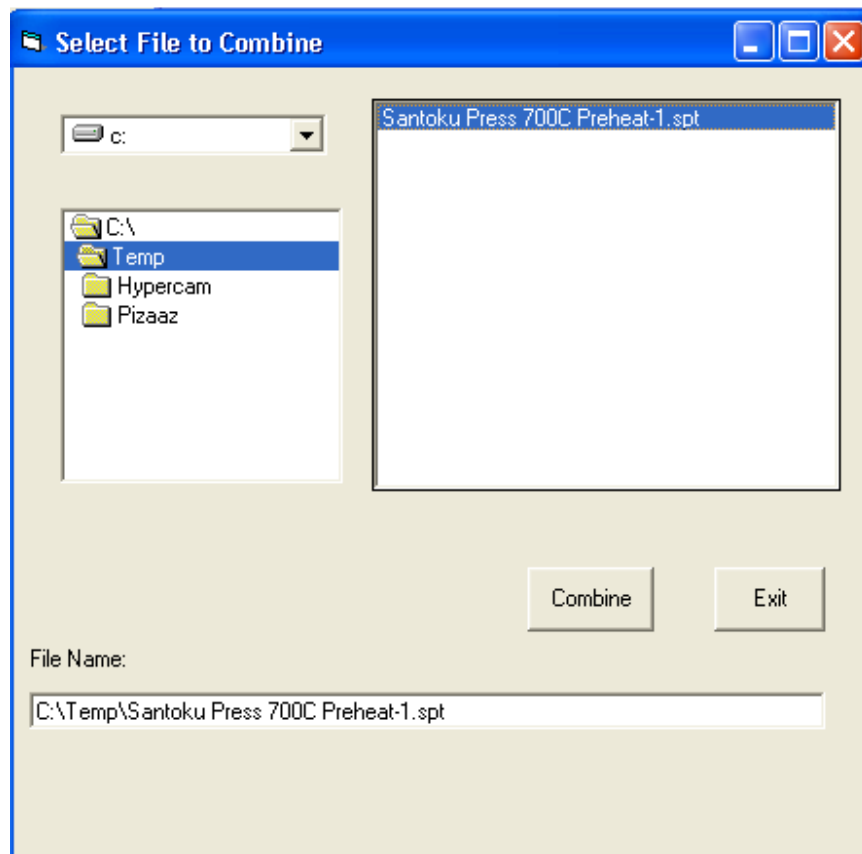 Select File to Combine
c:
Santoku Press 700C Preheat-1.spt
C:\
Temp
Hypercam
Pizaaz
Combine
Exit
File Name:
C:\Temp\Santoku Press 700C Preheat-1.spt